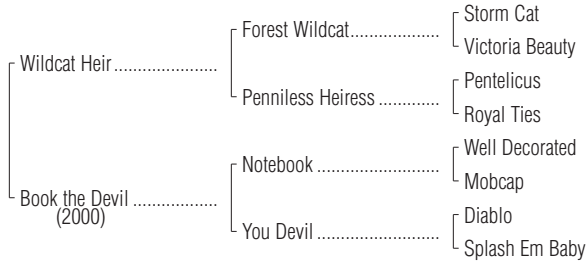 Storm Cat
Forest Wildcat....................
Victoria Beauty
Wildcat Heir.......................
Pentelicus
Penniless Heiress .............
Royal Ties
Well Decorated
Notebook ...........................
Mobcap
Book the Devil ...................
(2000)
Diablo
You Devil ...........................
Splash Em Baby